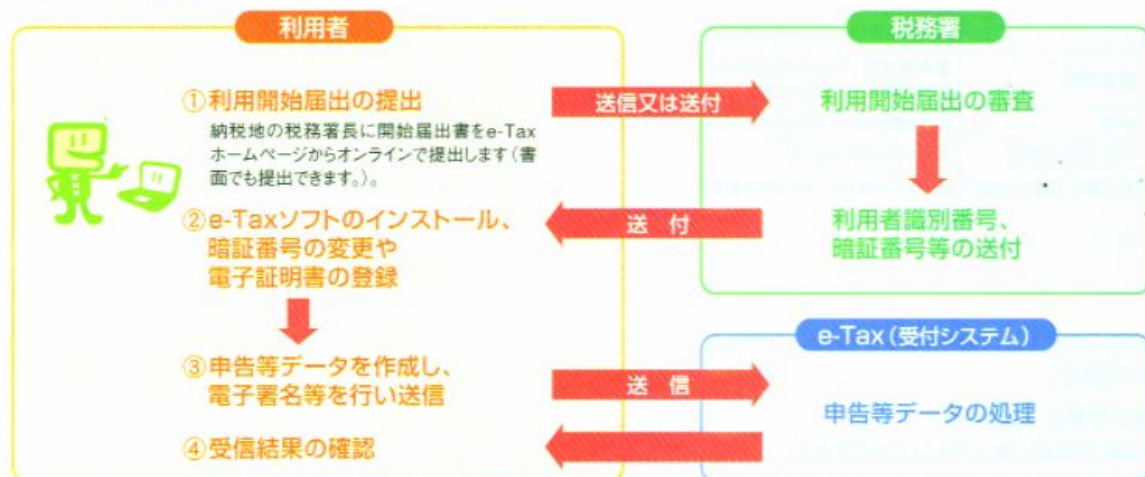 利用者
①利用開始届出の提出
納税地の税務署長に開始届出書をe-Tax
ホームページからオンラインで提出します(書
面でも提出できます。)。
②e-Taxソフトのインストール、
暗証番号の変更や
電子証明書の登録
③申告等データを作成し、
電子署名等を行い送信
④受信結果の確認
送信又は送付
送 付
送 信
税務署
利用開始届出の審査
利用者識別番号、
暗証番号等の送付
e-Tax(受付システム)
申告等データの処理